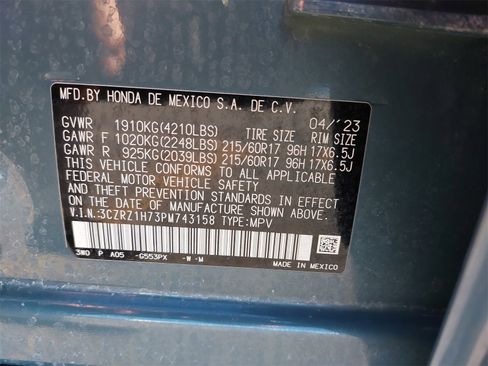 MFD.BY HONDA DE MEXICO S.A. DE C.V.
04/'23
GVWR 1910KG(4210LBS) TIRE SIZE RIM SIZE
GAWR F 1020KG(2248LBS) 215/60R17 96H 17X6.5J
GAWR R 925KG(2039LBS) 215/60R17 96H 17X6.5J
THIS VEHICLE CONFORMS TO ALL APPLICABLE
FEDERAL MOTOR VEHICLE SAFETY
AND THEFT PREVENTION STANDARDS IN EFFECT
ON THE DATE OF MANUFACTURE SHOWN ABOVE.
V.I.N.:3CZRZ1H73PM743158 TYPE:MPV
3WD P A05 -G553PX -W-M
MADE IN MEXICO